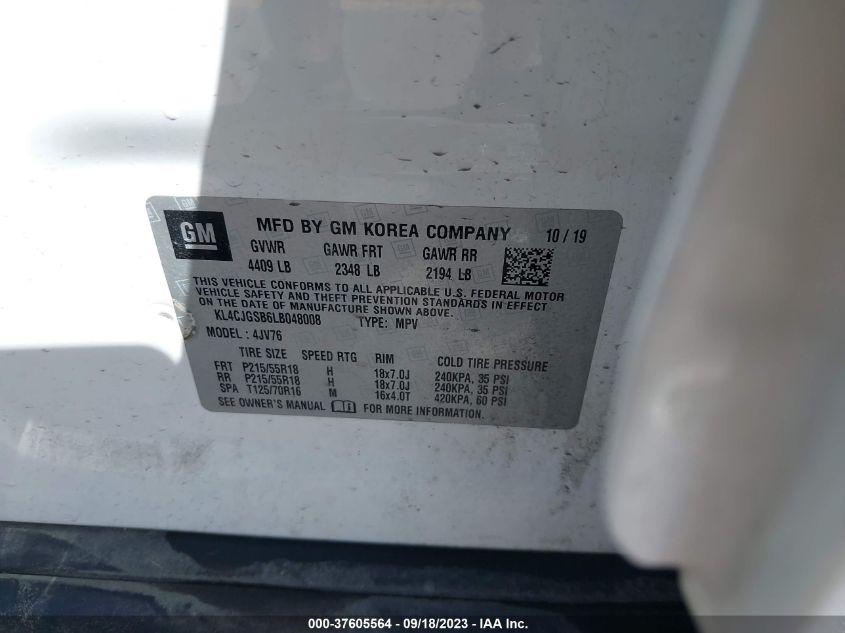 GM
MFD BY GM KOREA COMPANY 10 / 19
GVWR GAWR FRT GAWR RR
4409 LB 2348 LB 2194 LB
THIS VEHICLE CONFORMS TO ALL APPLICABLE U.S. FEDERAL MOTOR
VEHICLE SAFETY AND THEFT PREVENTION STANDARDS IN EFFECT
ON THE DATE OF MANUFACTURE SHOWN ABOVE.
KL4CJGSB6LB048008 TYPE: MPV
MODEL : 4JV76
TIRE SIZE SPEED RTG RIM COLD TIRE PRESSURE
FRT P215/55R18 H 18x7.0J 240KPA, 35 PSI
RR P215/55R18 H 18x7.0J 240KPA, 35 PSI
SPA T125/70R16 M 16x4.0T 420KPA, 60 PSI
SEE OWNER'S MANUAL FOR MORE INFORMATION.
000-37605564 / 09/18/2023 / IAA Inc.